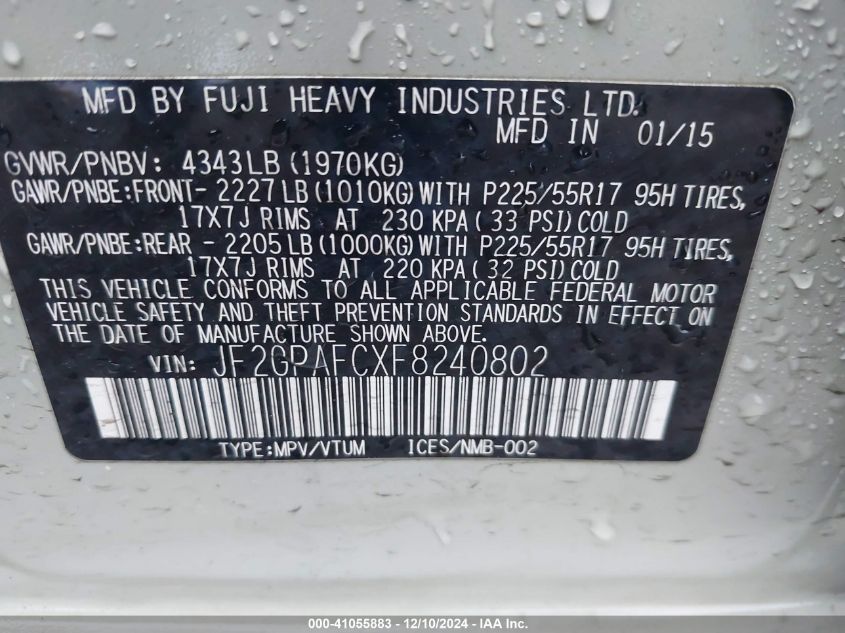 MFD BY FUJI HEAVY INDUSTRIES LTD.
MFD IN 01/15
GVWR/PNBV: 4343LB (1970KG)
GAWR/PNBE:FRONT- 2227 LB (1010KG) WITH P225/55R17 95H TIRES,
17X7J RIMS AT 230 KPA ( 33 PSI) COLD
GAWR/PNBE:REAR - 2205 LB (1000KG) WITH P225/55R17 95H TIRES,
17X7J RIMS AT 220 KPA ( 32 PSI) COLD
THIS VEHICLE CONFORMS TO ALL APPLICABLE FEDERAL MOTOR
VEHICLE SAFETY AND THEFT PREVENTION STANDARDS IN EFFECT ON
THE DATE OF MANUFACTURE SHOWN ABOVE.
VIN: JF2GPAFCXF8240802
TYPE:MPV/VTUM ICES/NMB-002
000-41055883 – 12/10/2024 – IAA